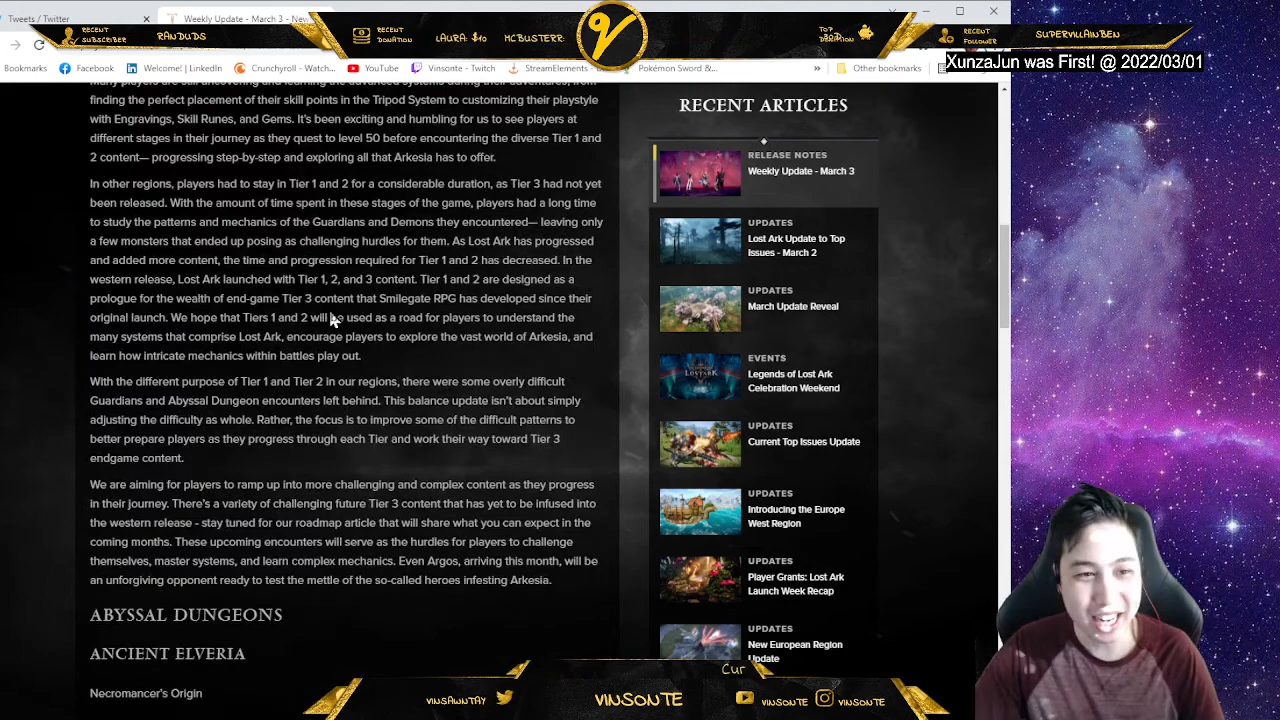 Tweets / Twitter
Weekly Update - March 3 - New
RECENT SUBSCRIBER
RANDUDS
RECENT DONATION
LAURA: $10
MCBUSTERR:
TOP DONATION
RECENT FOLLOWER
SUPERVILLAINBEN
XunzaJun was First! @ 2022/03/01
Bookmarks
Facebook
Welcome! | LinkedIn
Crunchyroll - Watch...
YouTube
Vinsonte - Twitch
StreamElements -
Pokémon Sword &...
»
Other bookmarks
finding the perfect placement of their skill points in the Tripod System to customizing their playstyle
with Engravings, Skill Runes, and Gems. It's been exciting and humbling for us to see players at
different stages in their journey as they quest to level 50 before encountering the diverse Tier 1 and
2 content— progressing step-by-step and exploring all that Arkesia has to offer.
In other regions, players had to stay in Tier 1 and 2 for a considerable duration, as Tier 3 had not yet
been released. With the amount of time spent in these stages of the game, players had a long time
to study the patterns and mechanics of the Guardians and Demons they encountered— leaving only
a few monsters that ended up posing as challenging hurdles for them. As Lost Ark has progressed
and added more content, the time and progression required for Tier 1 and 2 has decreased. In the
western release, Lost Ark launched with Tier 1, 2, and 3 content. Tier 1 and 2 are designed as a
prologue for the wealth of end-game Tier 3 content that Smilegate RPG has developed since their
original launch. We hope that Tiers 1 and 2 will be used as a road for players to understand the
many systems that comprise Lost Ark, encourage players to explore the vast world of Arkesia, and
learn how intricate mechanics within battles play out.
With the different purpose of Tier 1 and Tier 2 in our regions, there were some overly difficult
Guardians and Abyssal Dungeon encounters left behind. This balance update isn't about simply
adjusting the difficulty as whole. Rather, the focus is to improve some of the difficult patterns to
better prepare players as they progress through each Tier and work their way toward Tier 3
endgame content.
We are aiming for players to ramp up into more challenging and complex content as they progress
in their journey. There's a variety of challenging future Tier 3 content that has yet to be infused into
the western release - stay tuned for our roadmap article that will share what you can expect in the
coming months. These upcoming encounters will serve as the hurdles for players to challenge
themselves, master systems, and learn complex mechanics. Even Argos, arriving this month, will be
an unforgiving opponent ready to test the mettle of the so-called heroes infesting Arkesia.
ABYSSAL DUNGEONS
ANCIENT ELVERIA
Necromancer's Origin
RECENT ARTICLES
RELEASE NOTES
Weekly Update - March 3
UPDATES
Lost Ark Update to Top
Issues - March 2
UPDATES
March Update Reveal
EVENTS
Legends of Lost Ark
Celebration Weekend
UPDATES
Current Top Issues Update
UPDATES
Introducing the Europe
West Region
UPDATES
Player Grants: Lost Ark
Launch Week Recap
UPDATES
New European Region
Update
Cur
VINSAWNTAY
VINSONTE
VINSONTE
VINSONTE